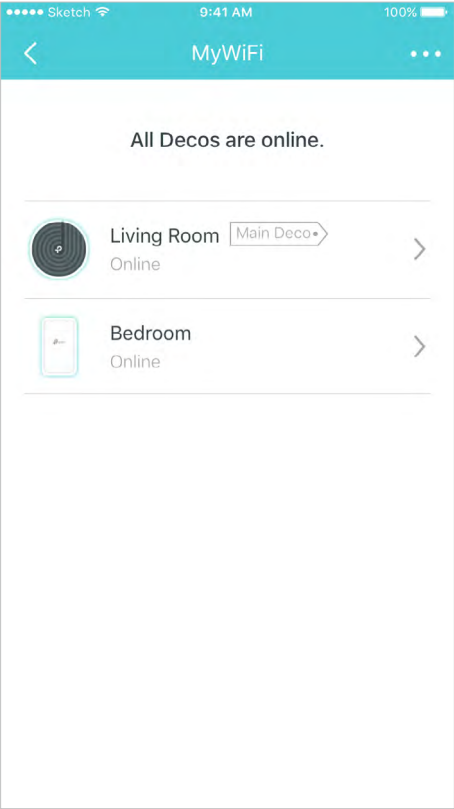 Sketch 9:41 AM 100%
MyWiFi
All Decos are online.
Living Room Main Deco
Online
Bedroom
Online